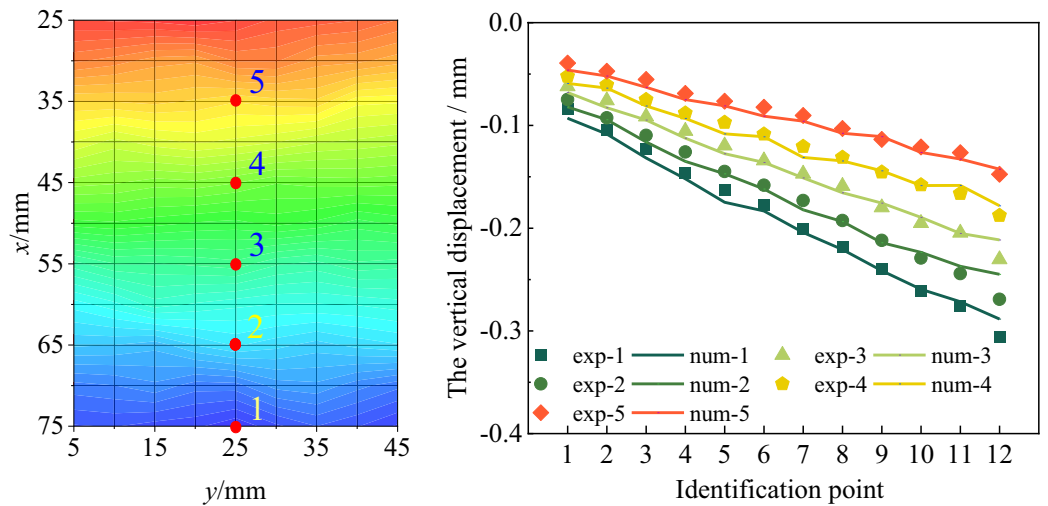 25
35
45
55
65
75
x/mm
5
4
3
2
1
5
15
25
35
45
y/mm
The vertical displacement / mm
0.0
-0.1
-0.2
-0.3
-0.4
exp-1
num-1
exp-3
num-3
exp-2
num-2
exp-4
num-4
exp-5
num-5
1 2 3 4 5 6 7 8 9 10 11 12
Identification point